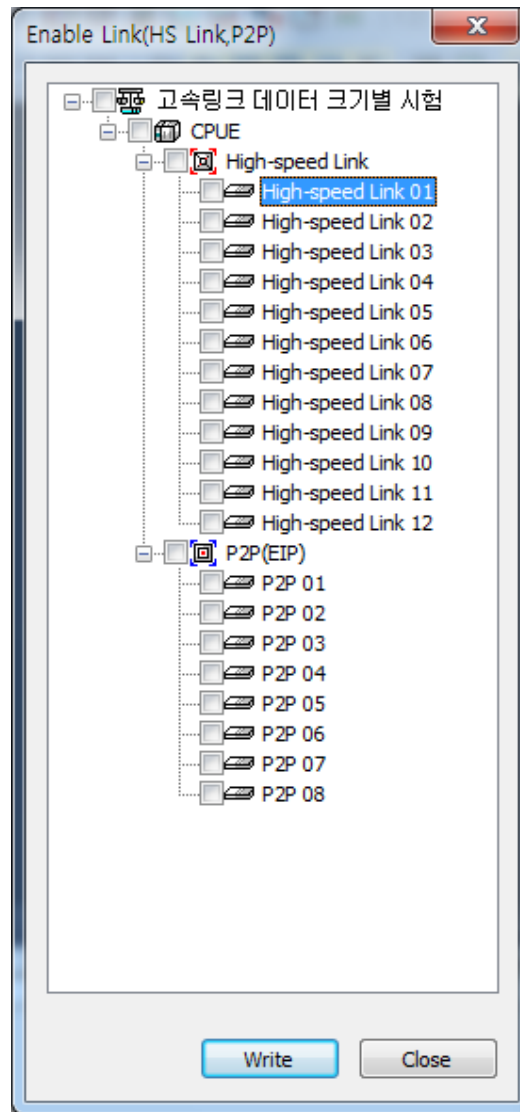 Enable Link(HS Link,P2P)
고속링크 데이터 크기별 시험
CPUE
High-speed Link
High-speed Link 01
High-speed Link 02
High-speed Link 03
High-speed Link 04
High-speed Link 05
High-speed Link 06
High-speed Link 07
High-speed Link 08
High-speed Link 09
High-speed Link 10
High-speed Link 11
High-speed Link 12
P2P(EIP)
P2P 01
P2P 02
P2P 03
P2P 04
P2P 05
P2P 06
P2P 07
P2P 08
Write Close